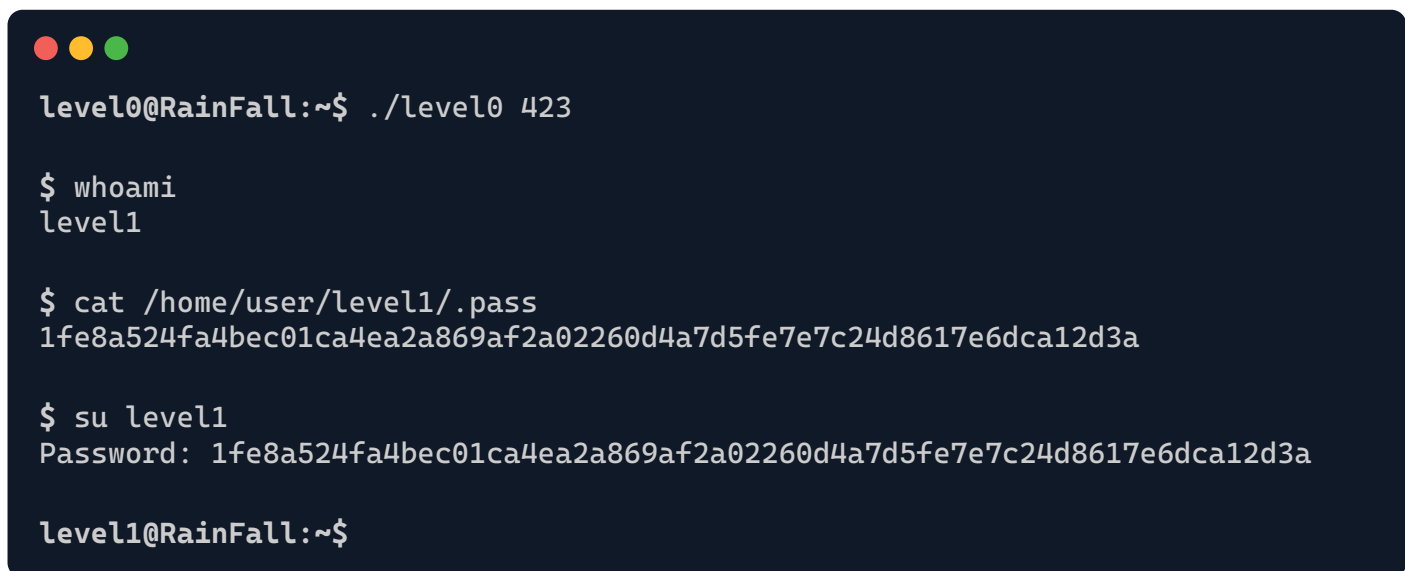 level0@RainFall:~$ ./level0 423
$ whoami
level1
$ cat /home/user/level1/.pass
1fe8a524fa4bec01ca4ea2a869af2a02260d4a7d5fe7e7c24d8617e6dca12d3a
$ su level1
Password: 1fe8a524fa4bec01ca4ea2a869af2a02260d4a7d5fe7e7c24d8617e6dca12d3a
level1@RainFall:~$